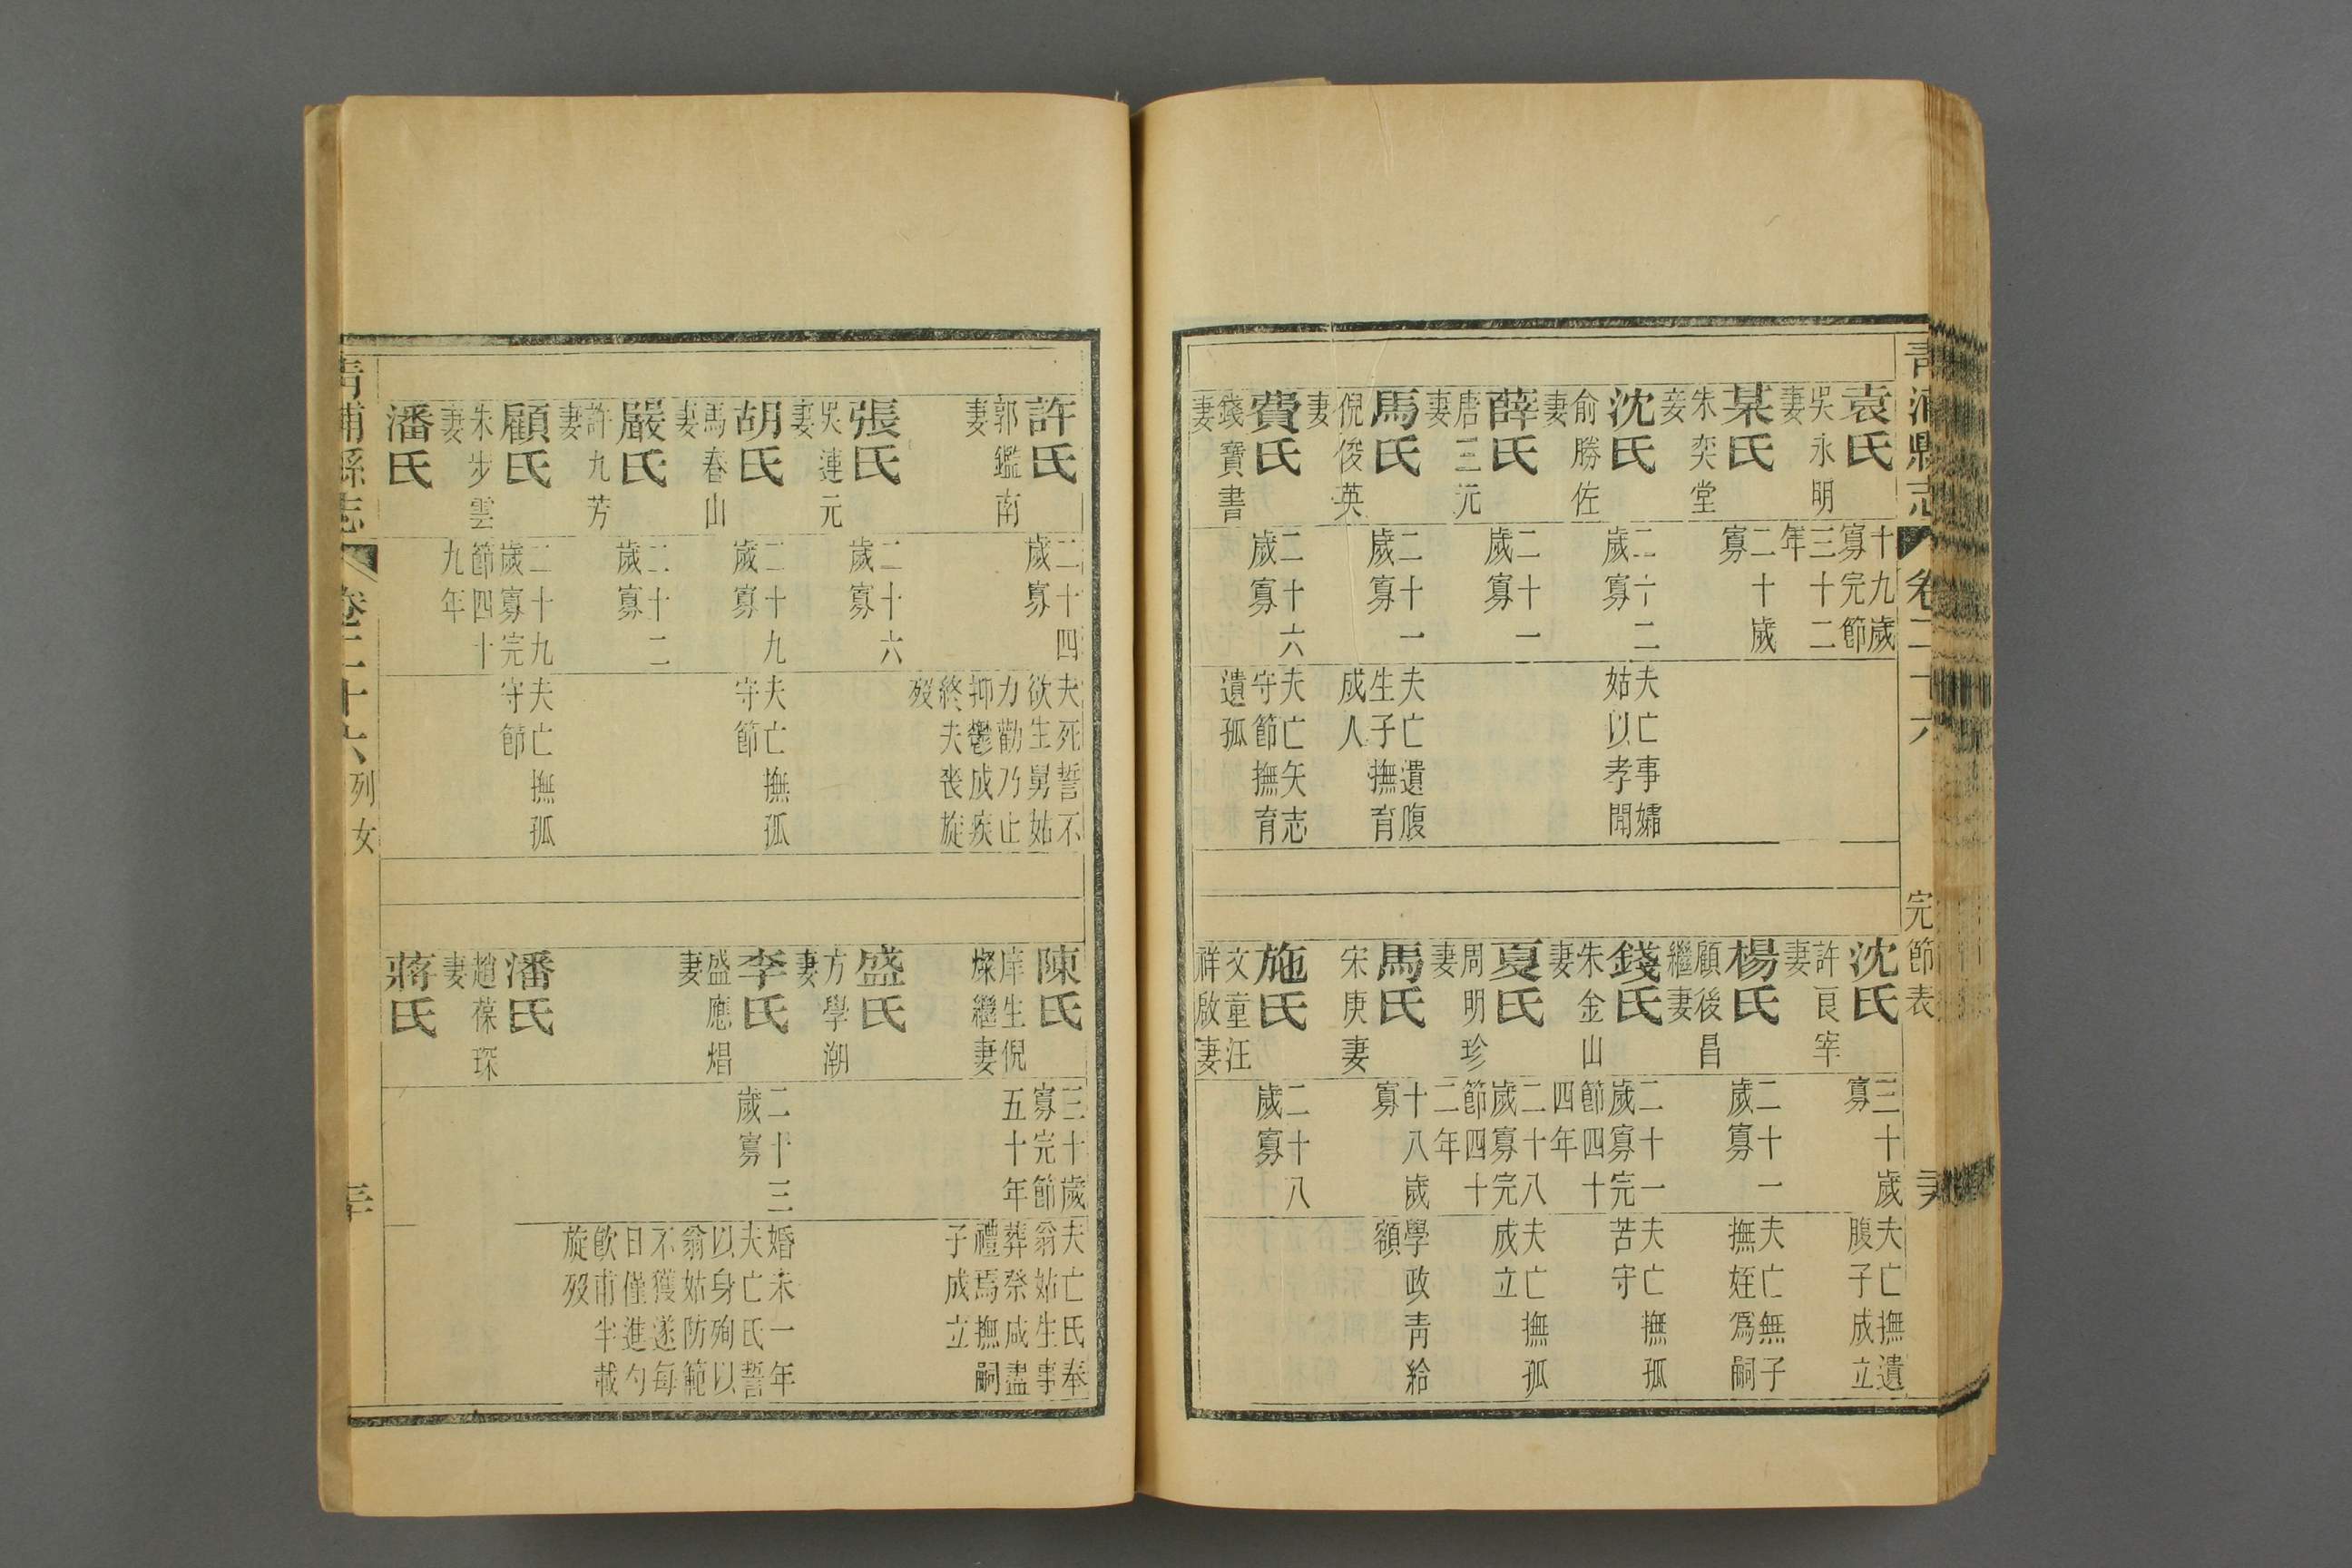 青浦縣志
卷二十六
完節表
袁氏
吳永明
妻
十九歲
寡完節
三十二
年
某氏
朱奕堂
妾
二十歲
寡
沈氏
俞勝佐
妻
二十二
歲寡
夫亡事孀
姑以孝聞
薛氏
唐三元
妻
二十一
歲寡
馬氏
倪俊英
妻
二十一
歲寡
夫亡遺腹
生子撫育
成人
費氏
錢寶書
妻
二十六
歲寡
夫亡矢志
守節撫育
遺孤
沈氏
許良宰
妻
三十歲
寡
夫亡撫遺
腹子成立
楊氏
顧後昌
繼妻
二十一
歲寡
夫亡無子
撫姪爲嗣
錢氏
朱金山
妻
二十一
歲寡完
節四十
四年
夫亡撫孤
苦守
夏氏
周明珍
妻
二十八
歲寡完
節四十
二年
夫亡撫孤
成立
馬氏
宋庚妻
十八歲
寡
學政青給
額
施氏
文童汪
祥啟妻
二十八
歲寡
許氏
郭鑑南
妻
二十四
歲寡
夫死誓不
欲生舅姑
力勸乃止
抑鬱成疾
終夫喪旋
歿
張氏
吳連元
妻
二十六
歲寡
胡氏
馬春山
妻
二十九
歲寡
夫亡撫孤
守節
嚴氏
許九芳
妻
二十二
歲寡
顧氏
朱步雲
妻
二十九
歲寡完
節四十
九年
夫亡撫孤
守節
潘氏
陳氏
庠生倪
燦繼妻
三十歲
寡完節
五十年
夫亡氏奉
翁姑生事
葬祭咸盡
禮焉撫嗣
子成立
盛氏
方學潮
妻
李氏
盛應焻
妻
二十三
歲寡
婚未一年
夫亡氏誓
以身殉以
翁姑防範
不獲遂每
日僅進勺
飲甫半載
旋歿
潘氏
趙葆琛
妻
蔣氏
青浦縣志
卷二十六
列女